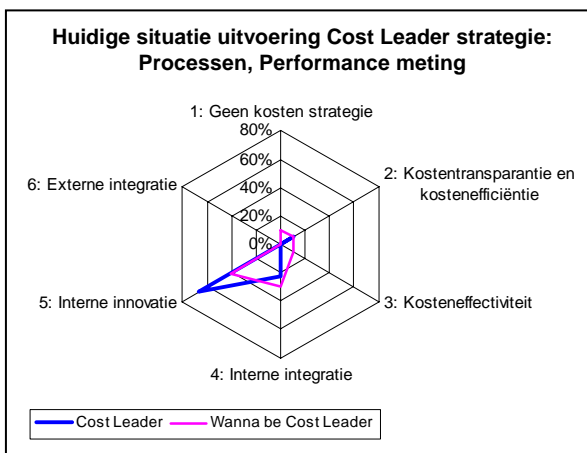 Huidige situatie uitvoering Cost Leader strategie:
Processen, Performance meting
1: Geen kosten strategie
80%
60%
40%
20%
0%
6: Externe integratie
2: Kostentransparantie en
kostenefficiëntie
5: Interne innovatie
3: Kosteneffectiviteit
4: Interne integratie
Cost Leader
Wanna be Cost Leader